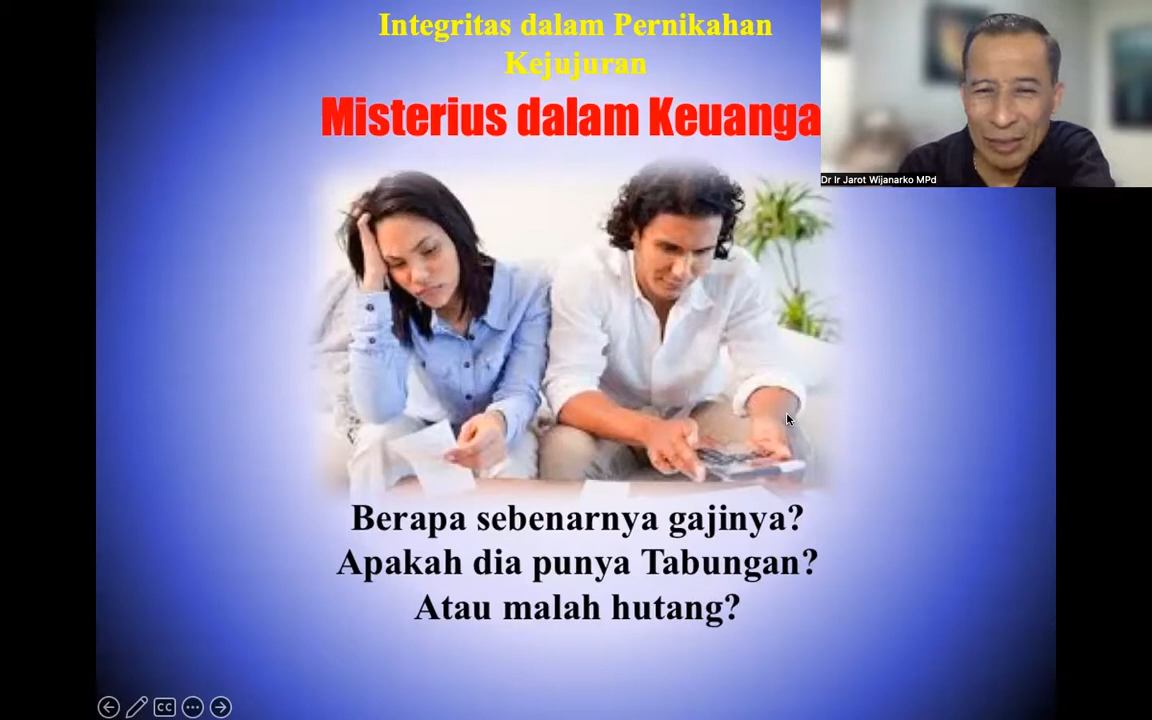 Integritas dalam Pernikahan
Kejujuran
Misterius dalam Keuanga
Dr Ir Jarot Wijanarko MPd
Berapa sebenarnya gajinya?
Apakah dia punya Tabungan?
Atau malah hutang?
CC